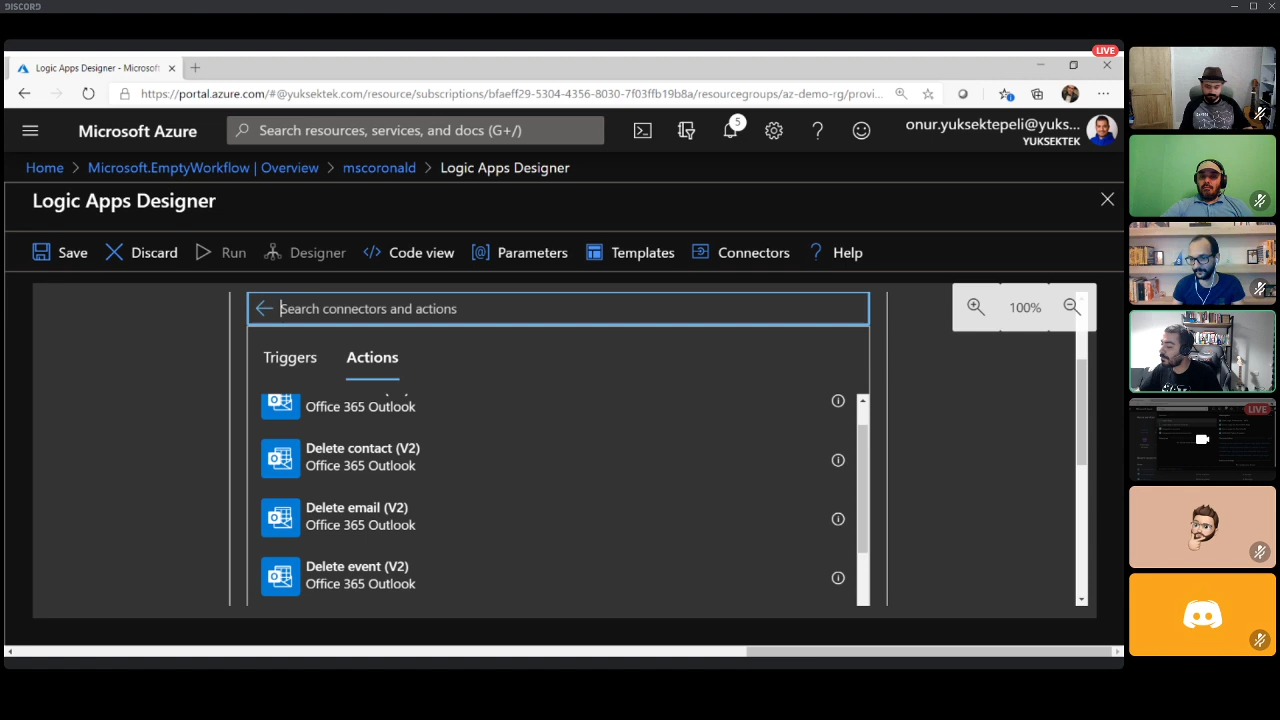 DISCORD
LIVE
Logic Apps Designer - Microsoft
https://portal.azure.com/#@yuksektek.com/resource/subscriptions/bfaeff29-5304-4356-8030-7f03ffb19b8a/resourcegroups/az-demo-rg/provi...
Microsoft Azure
Search resources, services, and docs (G+/)
5
onur.yuksektepeli@yuks...
YUKSEKTEK
Home > Microsoft.EmptyWorkflow | Overview > mscoronald > Logic Apps Designer
Logic Apps Designer
Save Discard Run Designer Code view Parameters Templates Connectors Help
Search connectors and actions
100%
Triggers Actions
Office 365 Outlook
Delete contact (V2)
Office 365 Outlook
Delete email (V2)
Office 365 Outlook
Delete event (V2)
Office 365 Outlook
LIVE